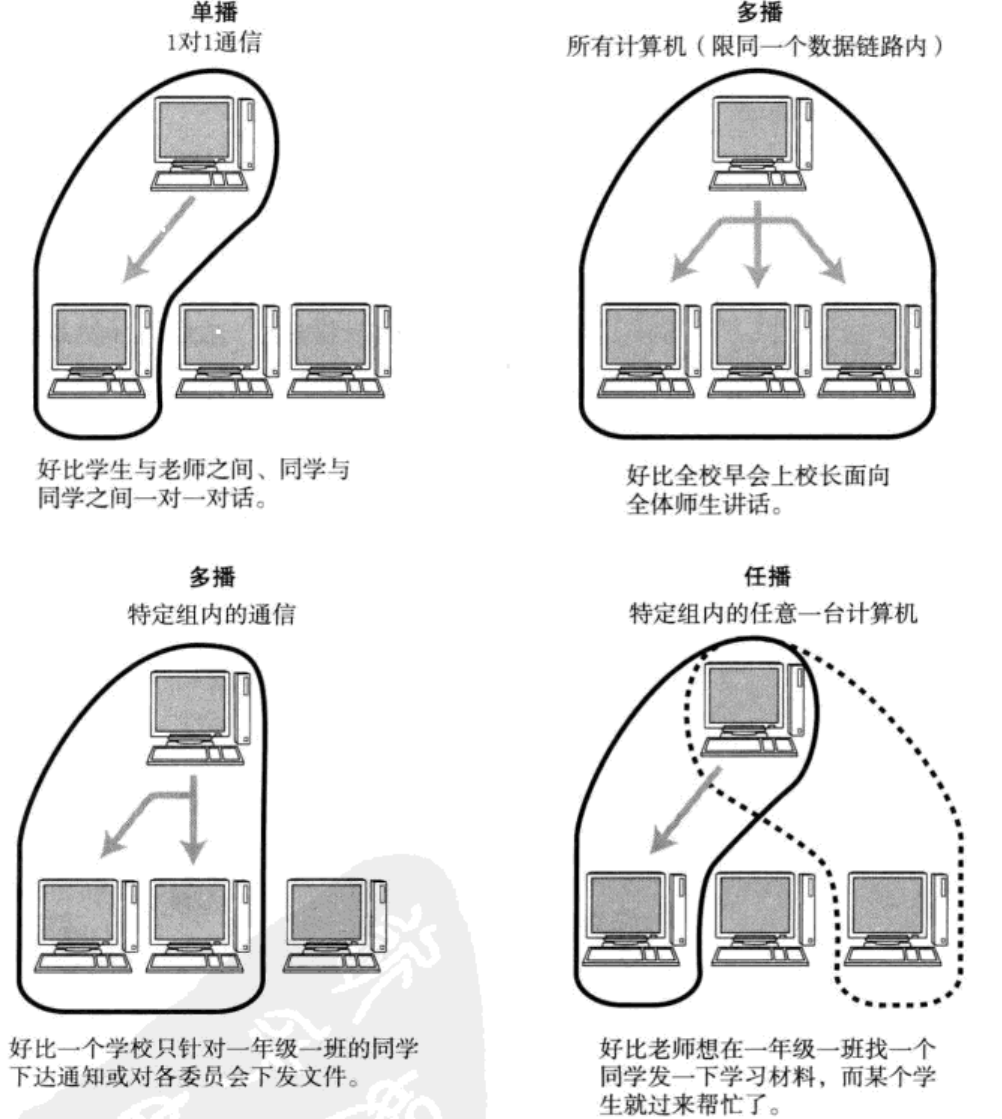 单播
1对1通信
好比学生与老师之间、同学与
同学之间一对一对话。
多播
所有计算机（限同一个数据链路内）
好比全校早会上校长面向
全体师生讲话。
多播
特定组内的通信
好比一个学校只针对一年级一班的同学
下达通知或对各委员会下发文件。
任播
特定组内的任意一台计算机
好比老师想在一年级一班找一个
同学发一下学习材料，而某个学
生就过来帮忙了。